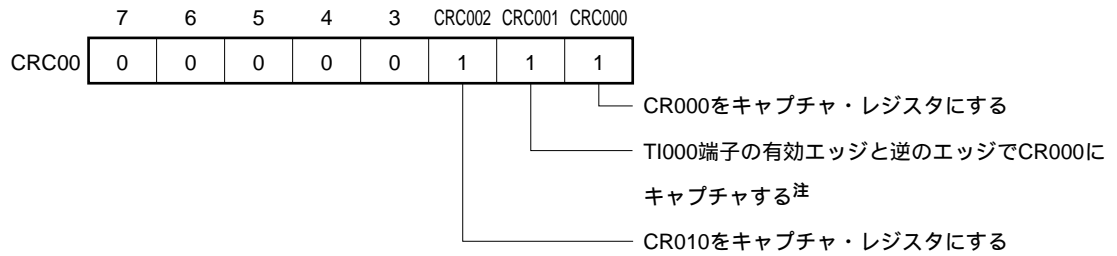 7 6 5 4 3 CRC002 CRC001 CRC000
CRC00 0 0 0 0 0 1 1 1
CR000をキャプチャ・レジスタにする
TI000端子の有効エッジと逆のエッジでCR000に
キャプチャする注
CR010をキャプチャ・レジスタにする